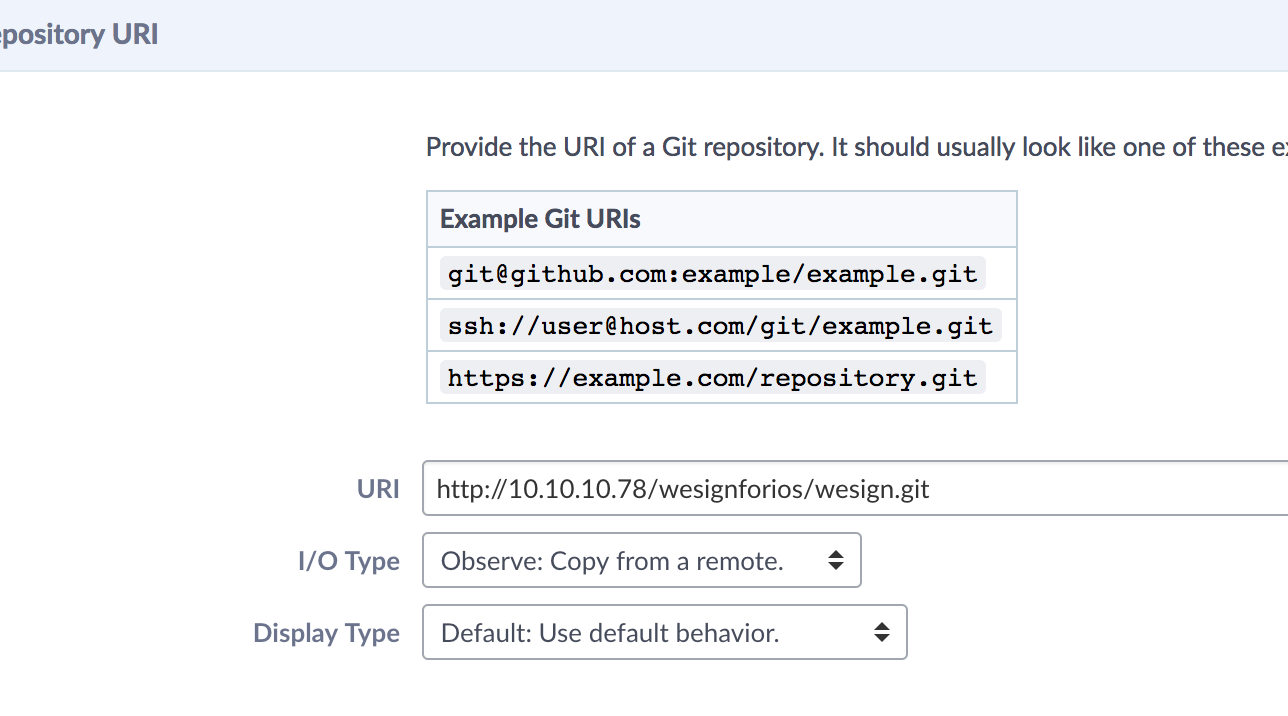 epository URI
Provide the URI of a Git repository. It should usually look like one of these e
Example Git URIs
git@github.com:example/example.git
ssh://user@host.com/git/example.git
https://example.com/repository.git
URI http://10.10.10.78/wesignforios/wesign.git
I/O Type Observe: Copy from a remote.
Display Type Default: Use default behavior.